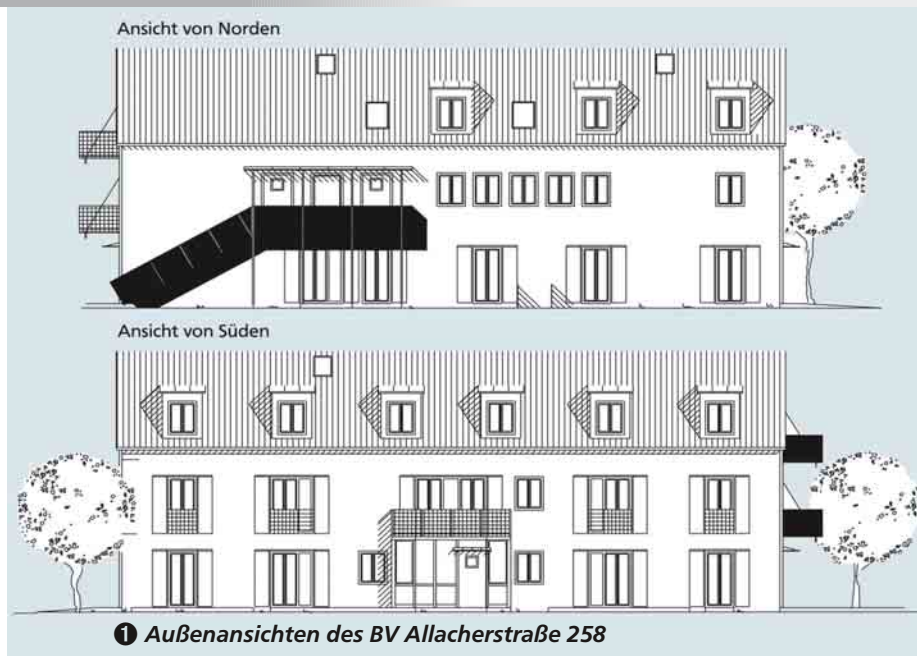 Ansicht von Norden
Ansicht von Süden
❶ Außenansichten des BV Allacherstraße 258